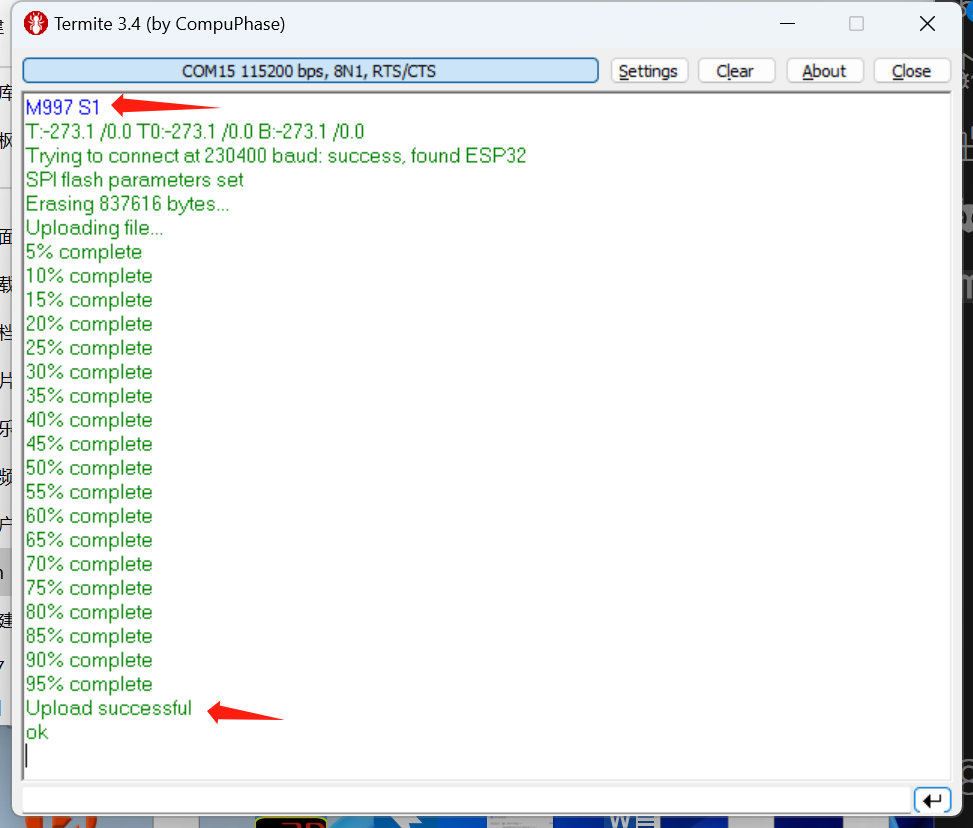 Termite 3.4 (by CompuPhase)
COM15 115200 bps, 8N1, RTS/CTS
Settings
Clear
About
Close
M997 S1
T:-273.1 /0.0 T0:-273.1 /0.0 B:-273.1 /0.0
Trying to connect at 230400 baud: success, found ESP32
SPI flash parameters set
Erasing 837616 bytes...
Uploading file...
5% complete
10% complete
15% complete
20% complete
25% complete
30% complete
35% complete
40% complete
45% complete
50% complete
55% complete
60% complete
65% complete
70% complete
75% complete
80% complete
85% complete
90% complete
95% complete
Upload successful
ok